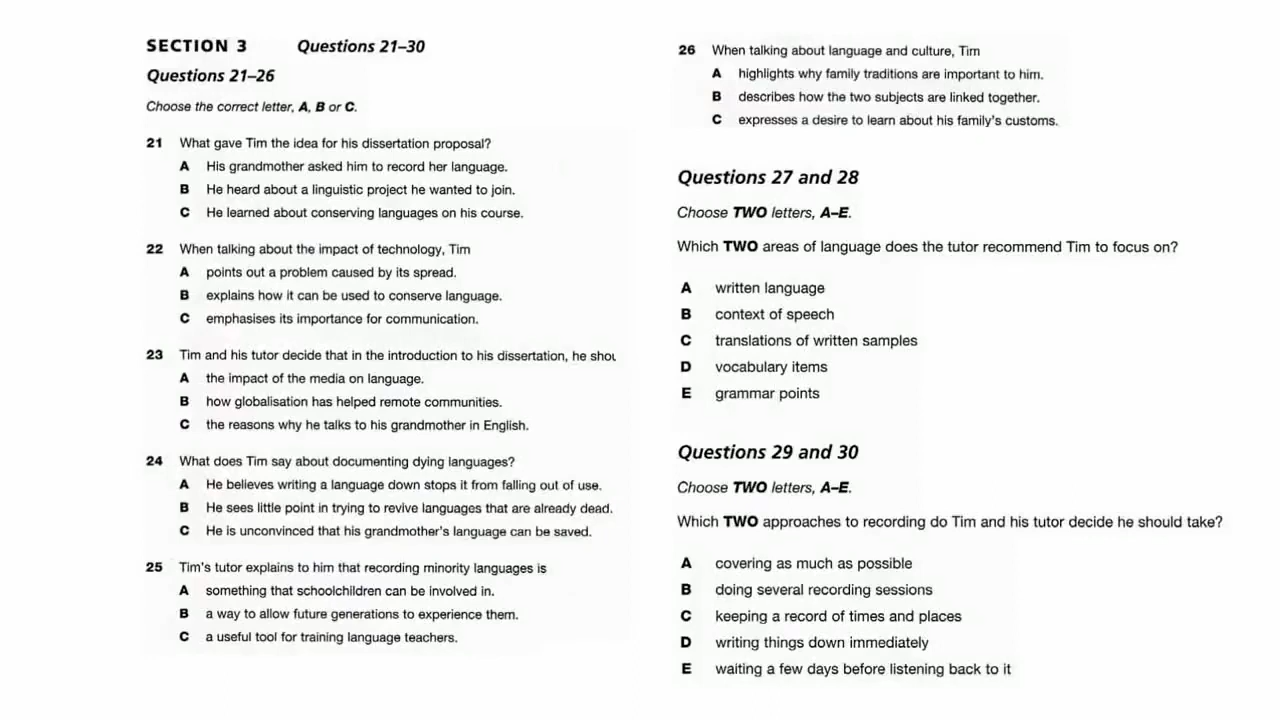 SECTION 3 Questions 21–30
Questions 21–26
Choose the correct letter, A, B or C.
21 What gave Tim the idea for his dissertation proposal?
A His grandmother asked him to record her language.
B He heard about a linguistic project he wanted to join.
C He learned about conserving languages on his course.
22 When talking about the impact of technology, Tim
A points out a problem caused by its spread.
B explains how it can be used to conserve language.
C emphasises its importance for communication.
23 Tim and his tutor decide that in the introduction to his dissertation, he
A the impact of the media on language.
B how globalisation has helped remote communities.
C the reasons why he talks to his grandmother in English.
24 What does Tim say about documenting dying languages?
A He believes writing a language down stops it from falling out of use.
B He sees little point in trying to revive languages that are already dead.
C He is unconvinced that his grandmother's language can be saved.
25 Tim's tutor explains to him that recording minority languages is
A something that schoolchildren can be involved in.
B a way to allow future generations to experience them.
C a useful tool for training language teachers.
26 When talking about language and culture, Tim
A highlights why family traditions are important to him.
B describes how the two subjects are linked together.
C expresses a desire to learn about his family's customs.
Questions 27 and 28
Choose TWO letters, A–E.
Which TWO areas of language does the tutor recommend Tim to focus on?
A written language
B context of speech
C translations of written samples
D vocabulary items
E grammar points
Questions 29 and 30
Choose TWO letters, A–E.
Which TWO approaches to recording do Tim and his tutor decide he should take?
A covering as much as possible
B doing several recording sessions
C keeping a record of times and places
D writing things down immediately
E waiting a few days before listening back to it